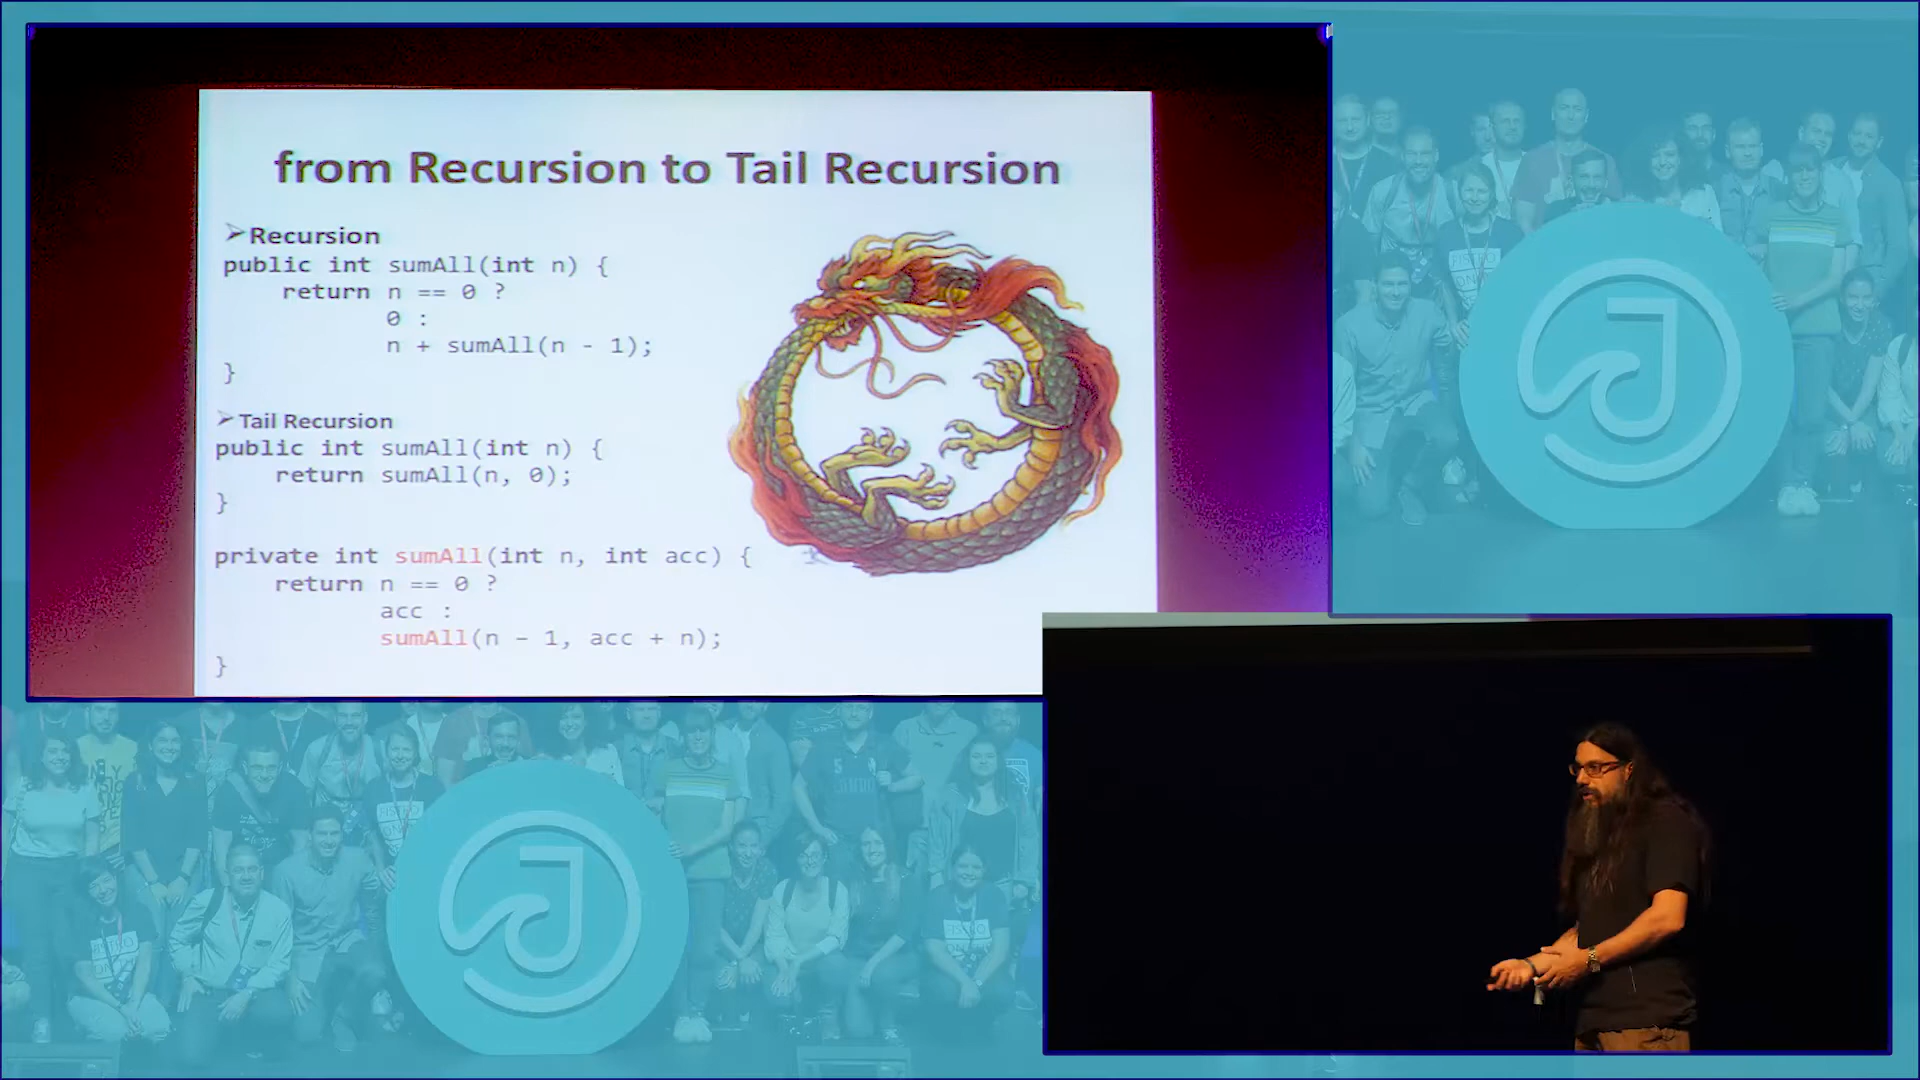 from Recursion to Tail Recursion
➢Recursion
public int sumAll(int n) {
return n == 0 ?
0 :
n + sumAll(n - 1);
}
➢Tail Recursion
public int sumAll(int n) {
return sumAll(n, 0);
}
private int sumAll(int n, int acc) {
return n == 0 ?
acc :
sumAll(n - 1, acc + n);
}